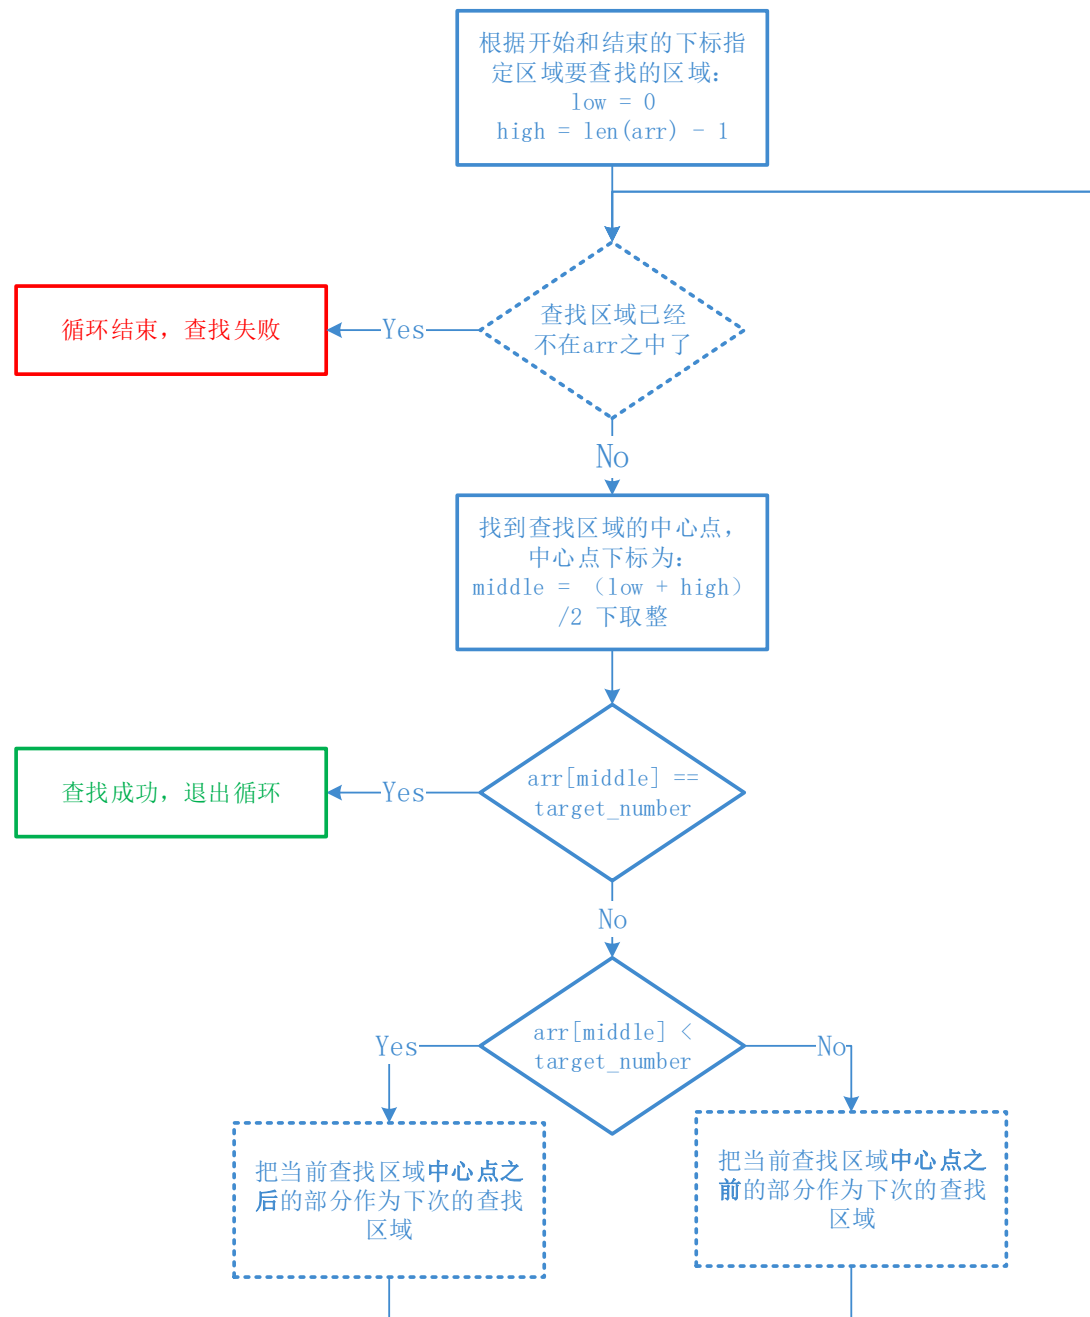 根据开始和结束的下标指
定区域要查找的区域：
low = 0
high = len(arr) - 1
查找区域已经
不在arr之中了
Yes
循环结束，查找失败
No
找到查找区域的中心点，
中心点下标为：
middle = （low + high）
/2 下取整
arr[middle] ==
target_number
Yes
查找成功，退出循环
No
arr[middle] <
target_number
Yes
No
把当前查找区域中心点之
后的部分作为下次的查找
区域
把当前查找区域中心点之
前的部分作为下次的查找
区域